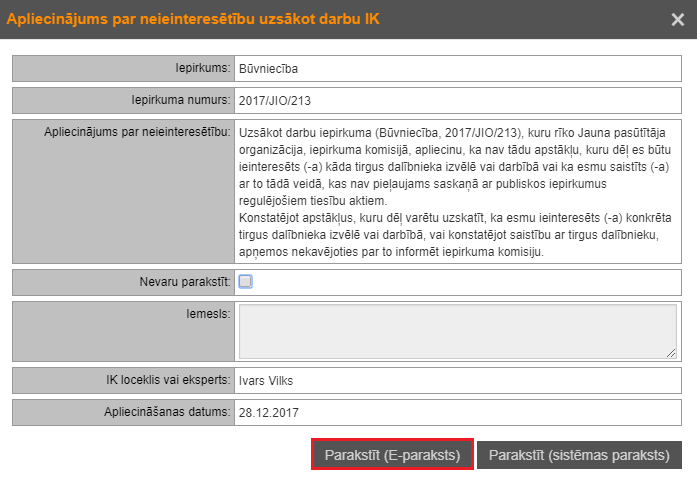 Apliecinājums par neieinteresētību uzsākot darbu IK
Iepirkums: Būvniecība
Iepirkuma numurs: 2017/JIO/213
Apliecinājums par neieinteresētību: Uzsākot darbu iepirkuma (Būvniecība, 2017/JIO/213), kuru rīko Jauna pasūtītāja
organizācija, iepirkuma komisijā, apliecinu, ka nav tādu apstākļu, kuru dēļ es būtu
ieinteresēts (-a) kāda tirgus dalībnieka izvēlē vai darbībā vai ka esmu saistīts (-a)
ar to tādā veidā, kas nav pieļaujams saskaņā ar publiskos iepirkumus
regulējošiem tiesību aktiem.
Konstatējot apstākļus, kuru dēļ varētu uzskatīt, ka esmu ieinteresēts (-a) konkrēta
tirgus dalībnieka izvēlē vai darbībā, vai konstatējot saistību ar tirgus dalībnieku,
apņemos nekavējoties par to informēt iepirkuma komisiju.
Nevaru parakstīt:
Iemesls:
IK loceklis vai eksperts: Ivars Vilks
Apliecināšanas datums: 28.12.2017
Parakstīt (E-paraksts) Parakstīt (sistēmas paraksts)